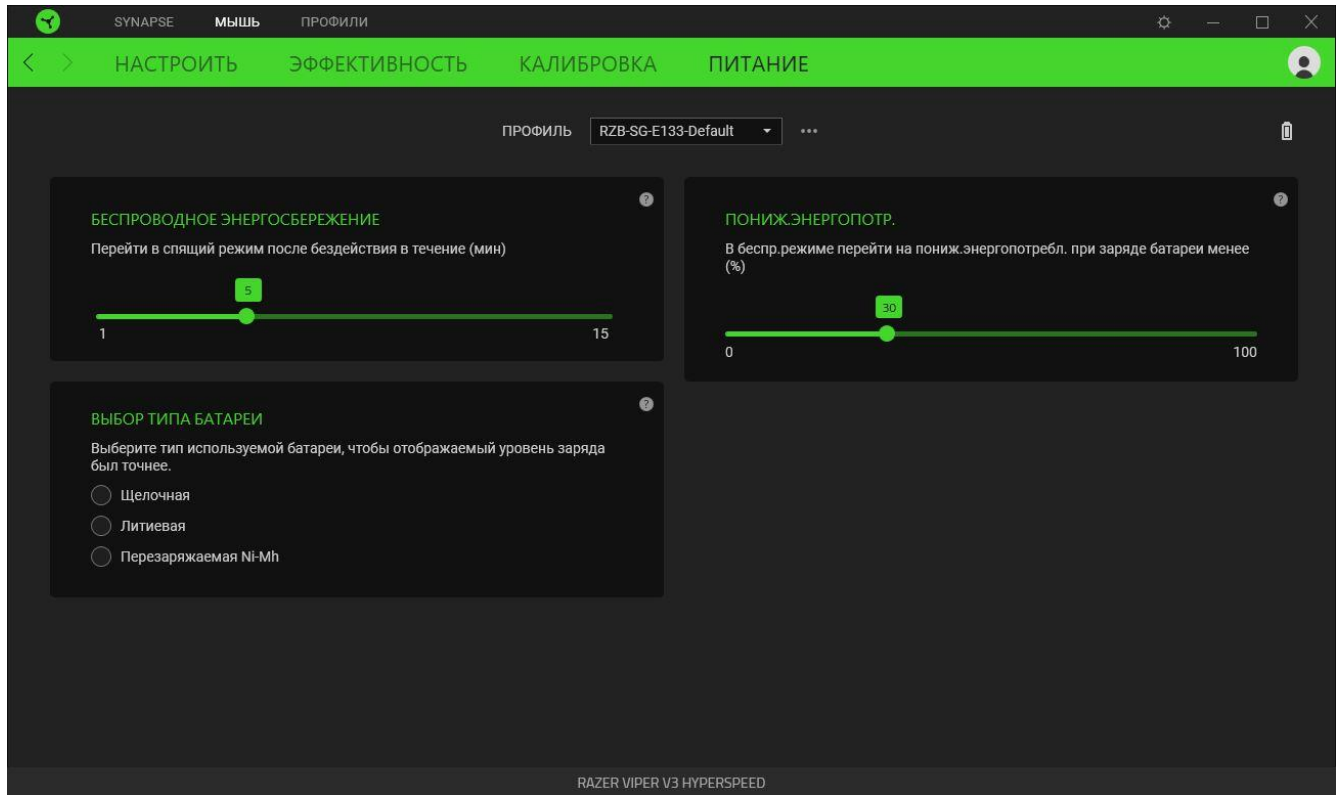 SYNAPSE МЫШЬ ПРОФИЛИ
НАСТРОИТЬ ЭФФЕКТИВНОСТЬ КАЛИБРОВКА ПИТАНИЕ
ПРОФИЛЬ RZB-SG-E133-Default
БЕСПРОВОДНОЕ ЭНЕРГОСБЕРЕЖЕНИЕ
Перейти в спящий режим после бездействия в течение (мин)
5
1 15
ПОНИЖ.ЭНЕРГОПОТР.
В беспр.режиме перейти на пониж.энергопотребл. при заряде батареи менее
(%)
30
0 100
ВЫБОР ТИПА БАТАРЕИ
Выберите тип используемой батареи, чтобы отображаемый уровень заряда
был точнее.
Щелочная
Литиевая
Перезаряжаемая Ni-Mh
RAZER VIPER V3 HYPERSPEED